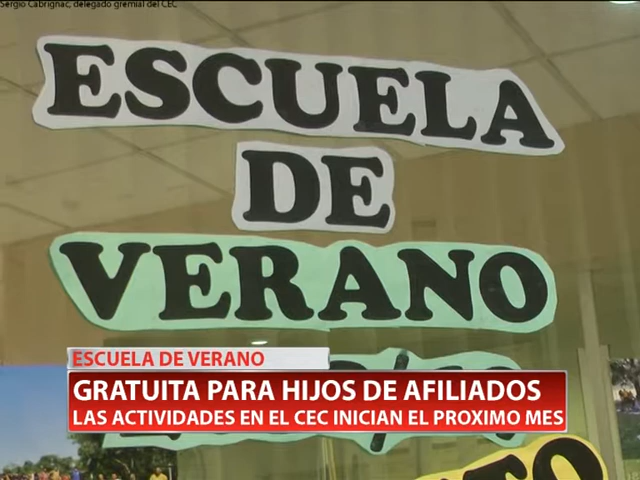 Sergio Cabrignac, delegado gremial del CEC
ESCUELA
DE
VERANO
ESCUELA DE VERANO
GRATUITA PARA HIJOS DE AFILIADOS
LAS ACTIVIDADES EN EL CEC INICIAN EL PROXIMO MES